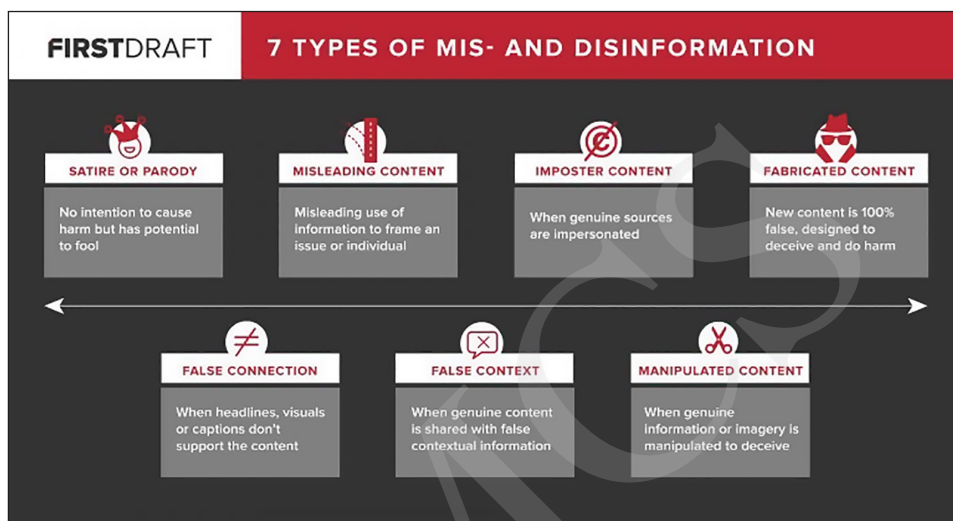 FIRSTDRAFT
7 TYPES OF MIS- AND DISINFORMATION
SATIRE OR PARODY
No intention to cause
harm but has potential
to fool
MISLEADING CONTENT
Misleading use of
information to frame an
issue or individual
IMPOSTER CONTENT
When genuine sources
are impersonated
FABRICATED CONTENT
New content is 100%
false, designed to
deceive and do harm
FALSE CONNECTION
When headlines, visuals
or captions don't
support the content
FALSE CONTEXT
When genuine content
is shared with false
contextual information
MANIPULATED CONTENT
When genuine
information or imagery is
manipulated to deceive